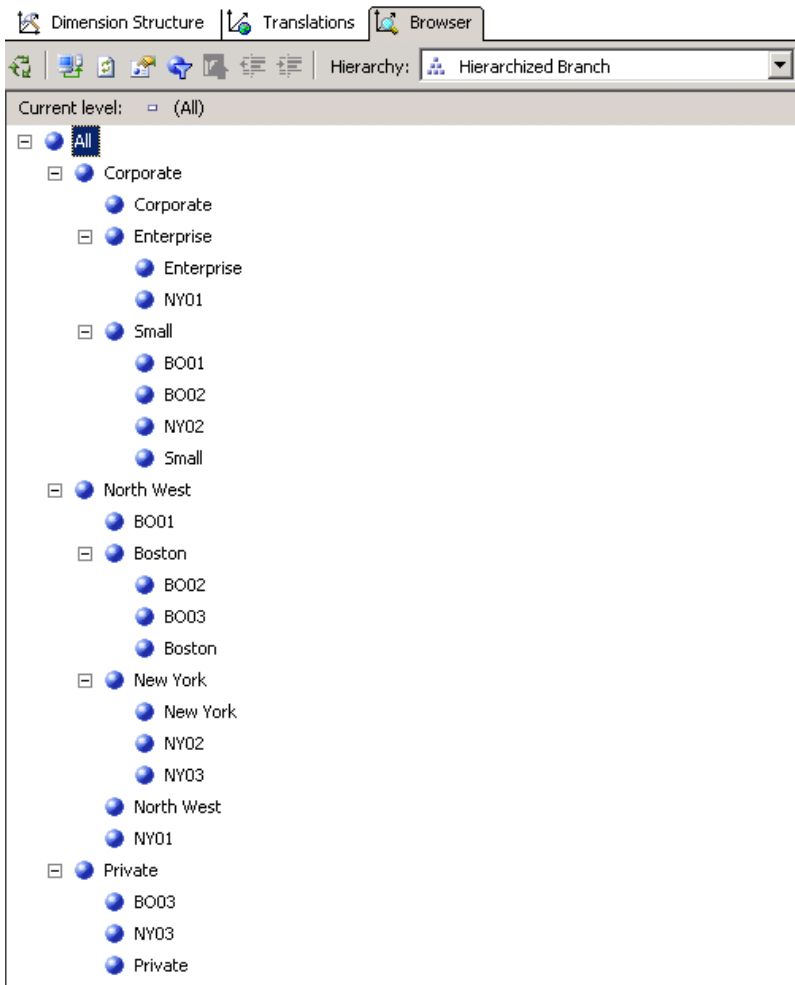 Dimension Structure Translations Browser
Hierarchy: Hierarchized Branch
Current level: (All)
All
Corporate
Corporate
Enterprise
Enterprise
NY01
Small
BO01
BO02
NY02
Small
North West
BO01
Boston
BO02
BO03
Boston
New York
New York
NY02
NY03
North West
NY01
Private
BO03
NY03
Private